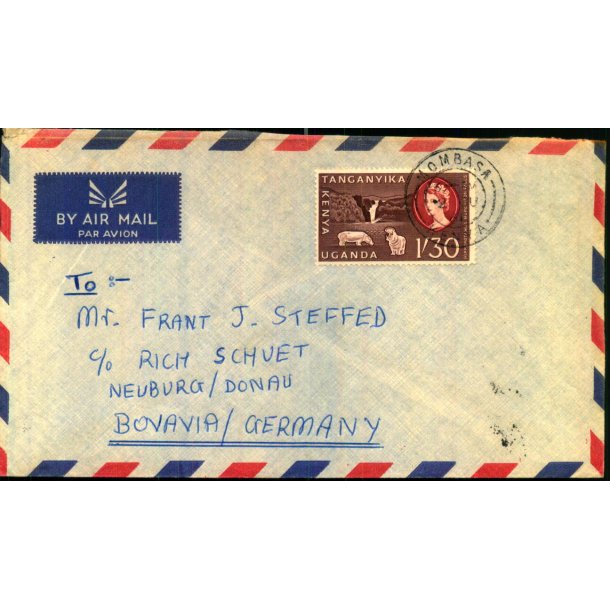 BY AIR MAIL
PAR AVION
TANGANYIKA
KENYA
UGANDA
1/30
MOMBASA
To :-
Mr. FRANT J. STEFFED
c/o RICH SCHUET
NEUBURG/DONAU
BOVAVIA/GERMANY